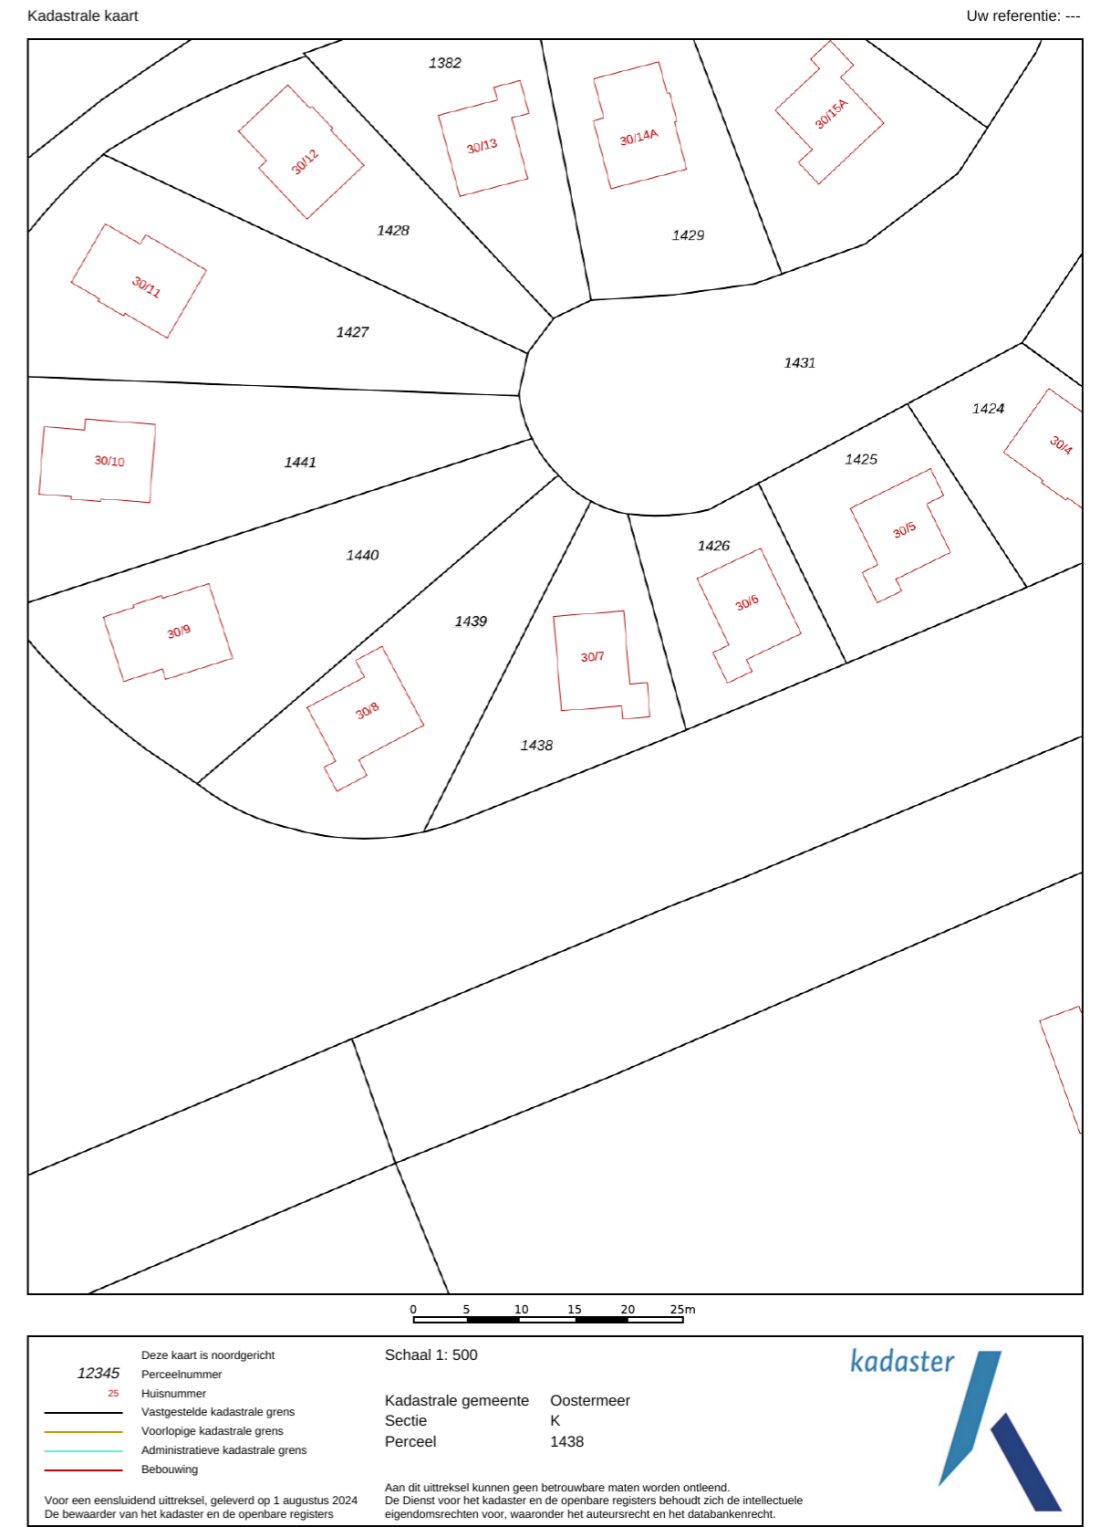 Kadastrale kaart
Uw referentie: ---
1382
30/15A
30/14A
30/13
30/12
1428
1429
30/11
1427
1431
1424
30/4
1425
30/10
1441
30/5
1426
1440
30/6
1439
30/9
30/7
30/8
1438
0 5 10 15 20 25m
Deze kaart is noordgericht
12345 Perceelnummer
25 Huisnummer
Vastgestelde kadastrale grens
Voorlopige kadastrale grens
Administratieve kadastrale grens
Bebouwing
Voor een eensluidend uittreksel, geleverd op 1 augustus 2024
De bewaarder van het kadaster en de openbare registers
Schaal 1: 500
Kadastrale gemeente Oostermeer
Sectie K
Perceel 1438
Aan dit uittreksel kunnen geen betrouwbare maten worden ontleend.
De Dienst voor het kadaster en de openbare registers behoudt zich de intellectuele
eigendomsrechten voor, waaronder het auteursrecht en het databankenrecht.
kadaster